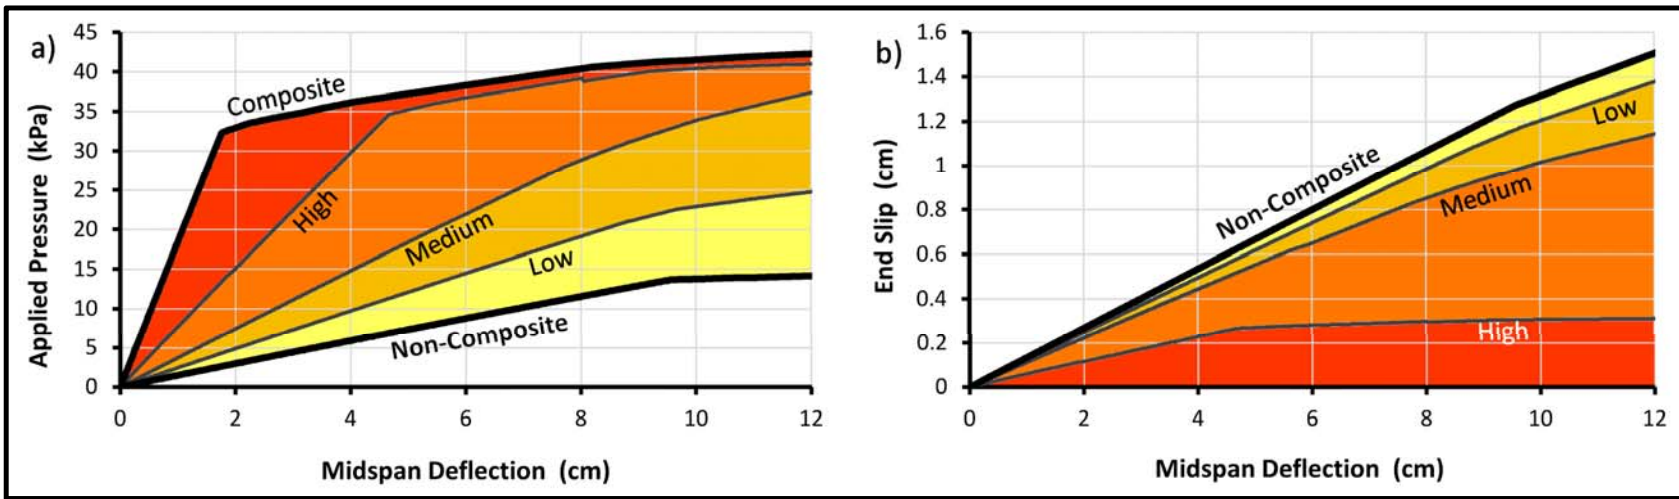 a)
45
40
35
30
25
20
15
10
5
0
Applied Pressure (kPa)
Composite
High
Medium
Low
Non-Composite
0 2 4 6 8 10 12
Midspan Deflection (cm)
b)
1.6
1.4
1.2
1
0.8
0.6
0.4
0.2
0
End Slip (cm)
Non-Composite
Low
Medium
High
0 2 4 6 8 10 12
Midspan Deflection (cm)